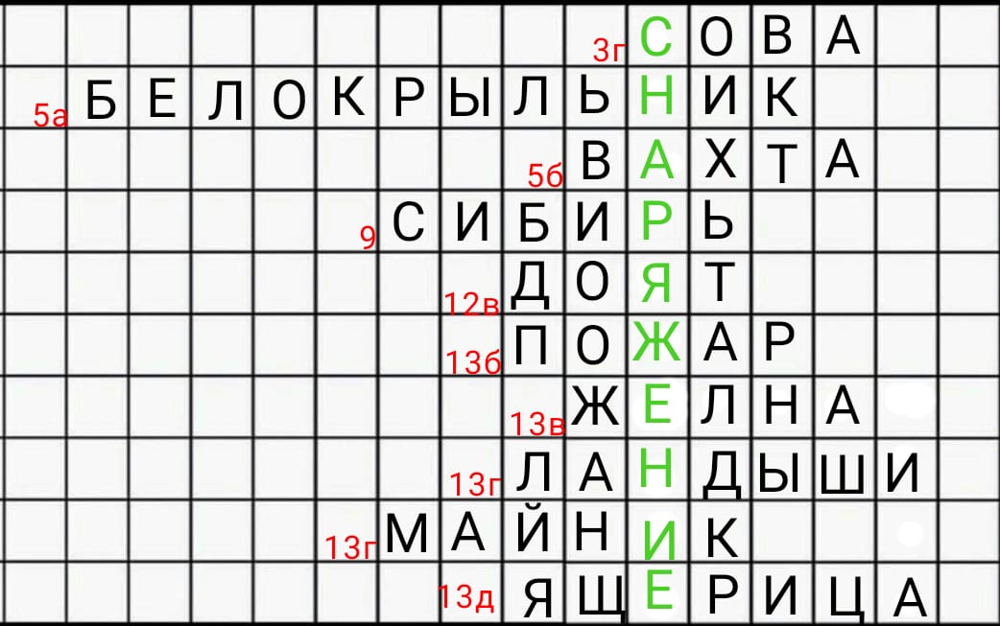 3г СОВА
5а БЕЛОКРЫЛЬНИК
5б ВАХТА
9 СИБИРЬ
12в ДОЯТ
13б ПОЖАР
13в ЖЕЛНА
13г ЛАНДЫШИ
13г МАЙНИК
13д ЯЩЕРИЦА